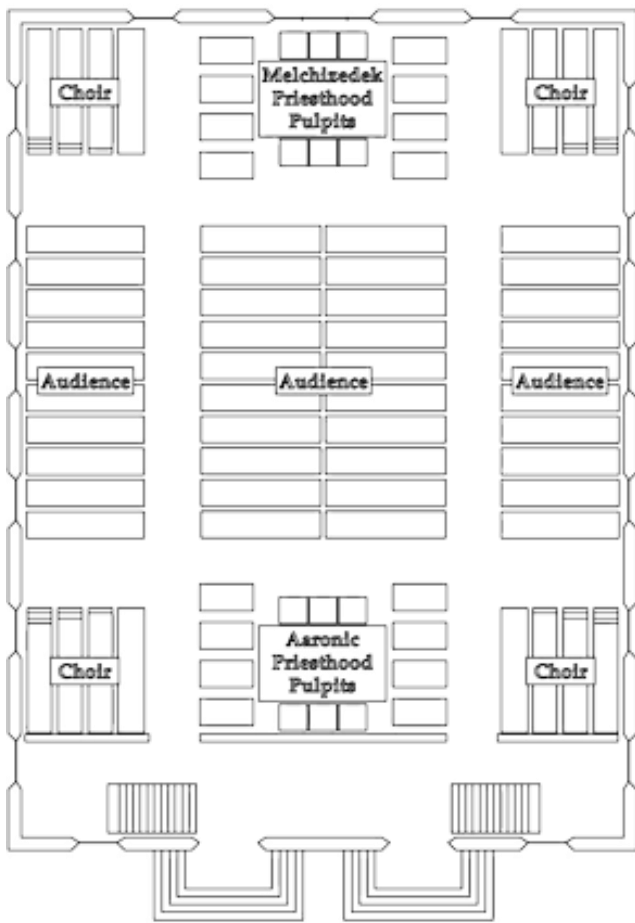 Choir
Melchizedek
Priesthood
Pulpits
Choir
Audience
Audience
Audience
Choir
Aaronic
Priesthood
Pulpits
Choir